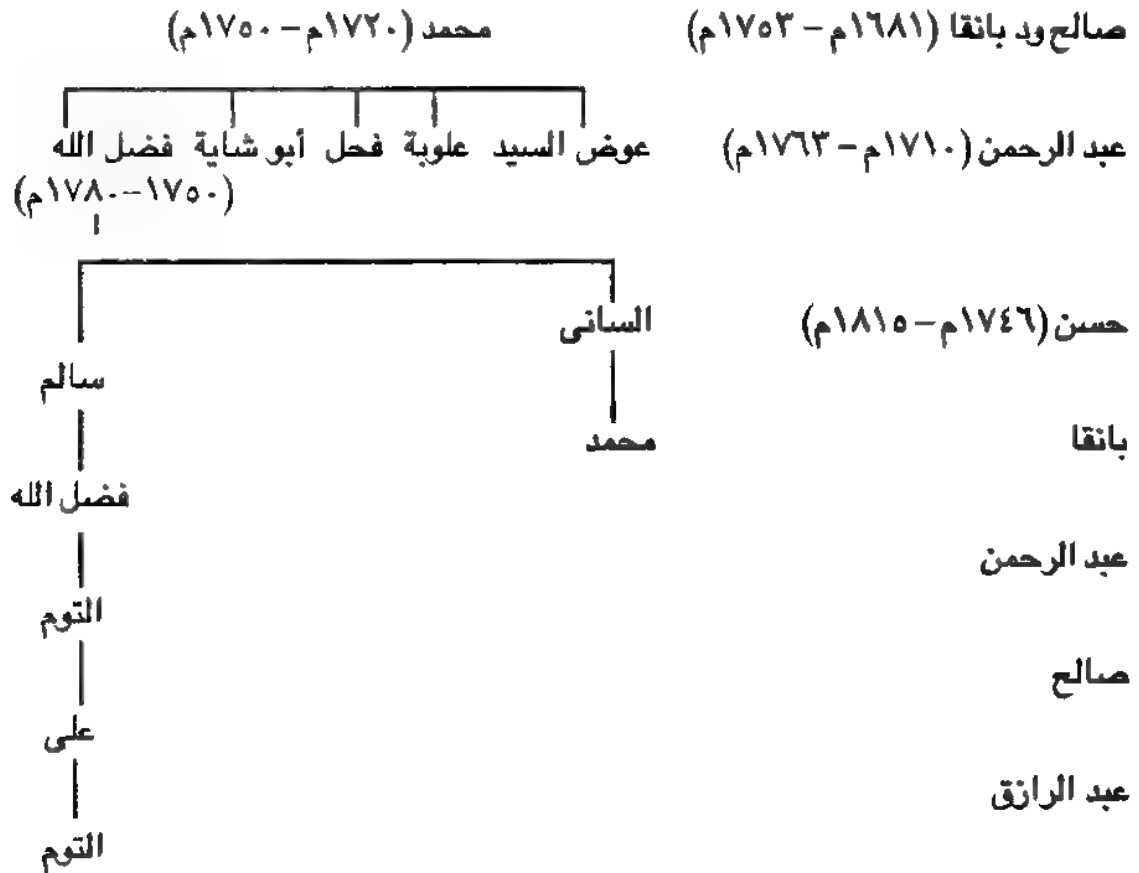 صالح ود بانقا (١٦٨١م – ١٧٥٣م) محمد (١٧٢٠م – ١٧٥٠م)
عبد الرحمن (١٧١٠م – ١٧٦٣م) عوض السيد علوبة فحل أبو شاية فضل الله
(١٧٥٠–١٧٨٠م)
حسن (١٧٤٦م – ١٨١٥م) السانى
سالم
بانقا محمد
فضل الله
عبد الرحمن
التوم
صالح
على
عبد الرازق
التوم